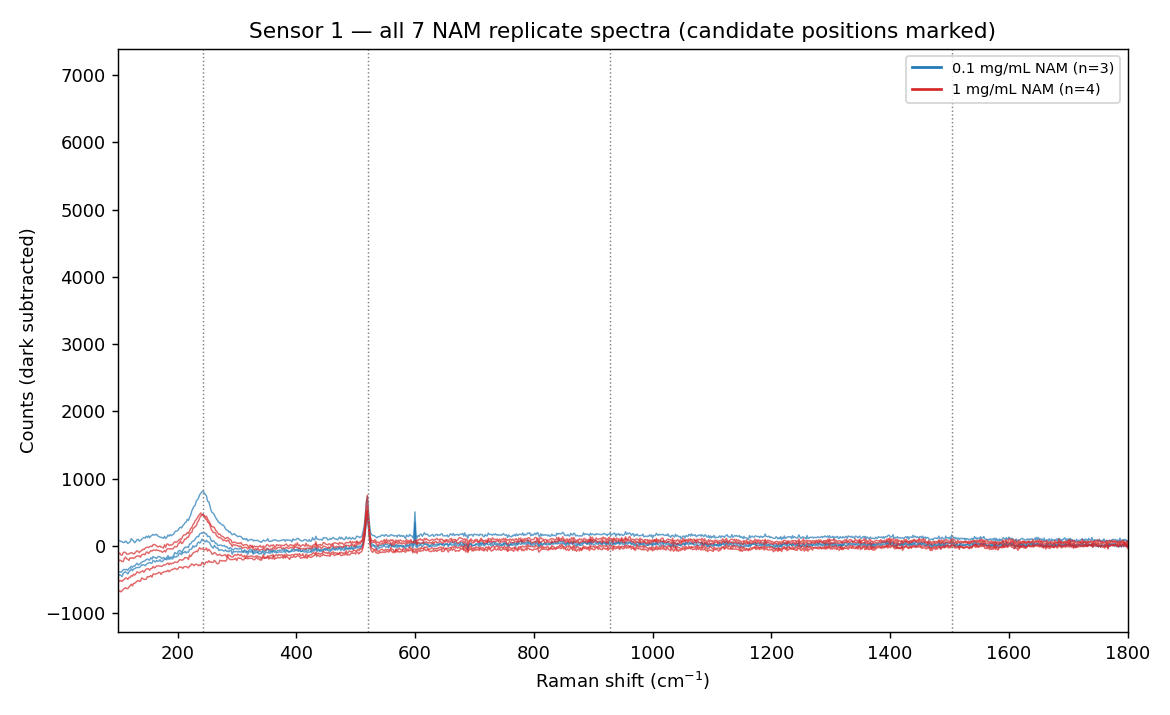 Sensor 1 — all 7 NAM replicate spectra (candidate positions marked)
0.1 mg/mL NAM (n=3)
1 mg/mL NAM (n=4)
Counts (dark subtracted)
7000
6000
5000
4000
3000
2000
1000
0
−1000
200 400 600 800 1000 1200 1400 1600 1800
Raman shift (cm⁻¹)